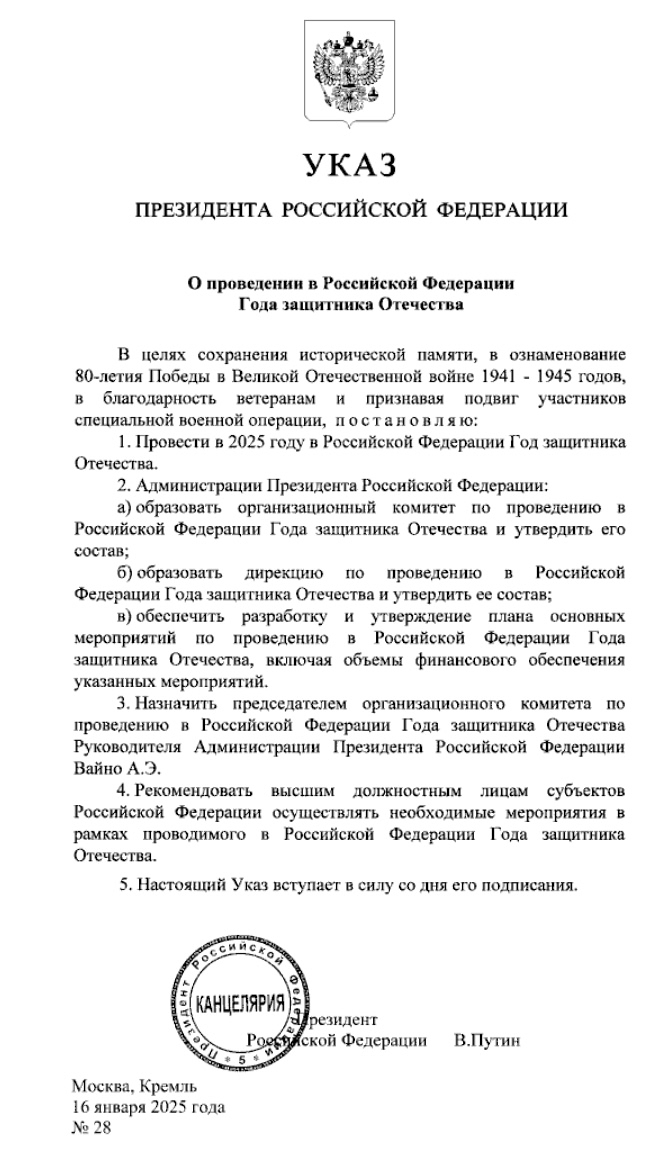 УКАЗ
ПРЕЗИДЕНТА РОССИЙСКОЙ ФЕДЕРАЦИИ
О проведении в Российской Федерации
Года защитника Отечества
В целях сохранения исторической памяти, в ознаменование
80-летия Победы в Великой Отечественной войне 1941 - 1945 годов,
в благодарность ветеранам и признавая подвиг участников
специальной военной операции, п о с т а н о в л я ю:
1. Провести в 2025 году в Российской Федерации Год защитника
Отечества.
2. Администрации Президента Российской Федерации:
а) образовать организационный комитет по проведению в
Российской Федерации Года защитника Отечества и утвердить его
состав;
б) образовать дирекцию по проведению в Российской
Федерации Года защитника Отечества и утвердить ее состав;
в) обеспечить разработку и утверждение плана основных
мероприятий по проведению в Российской Федерации Года
защитника Отечества, включая объемы финансового обеспечения
указанных мероприятий.
3. Назначить председателем организационного комитета по
проведению в Российской Федерации Года защитника Отечества
Руководителя Администрации Президента Российской Федерации
Вайно А.Э.
4. Рекомендовать высшим должностным лицам субъектов
Российской Федерации осуществлять необходимые мероприятия в
рамках проводимого в Российской Федерации Года защитника
Отечества.
5. Настоящий Указ вступает в силу со дня его подписания.
Президент Российской Федерации * 5 *
КАНЦЕЛЯРИЯ
Президент
Российской Федерации В.Путин
Москва, Кремль
16 января 2025 года
№ 28